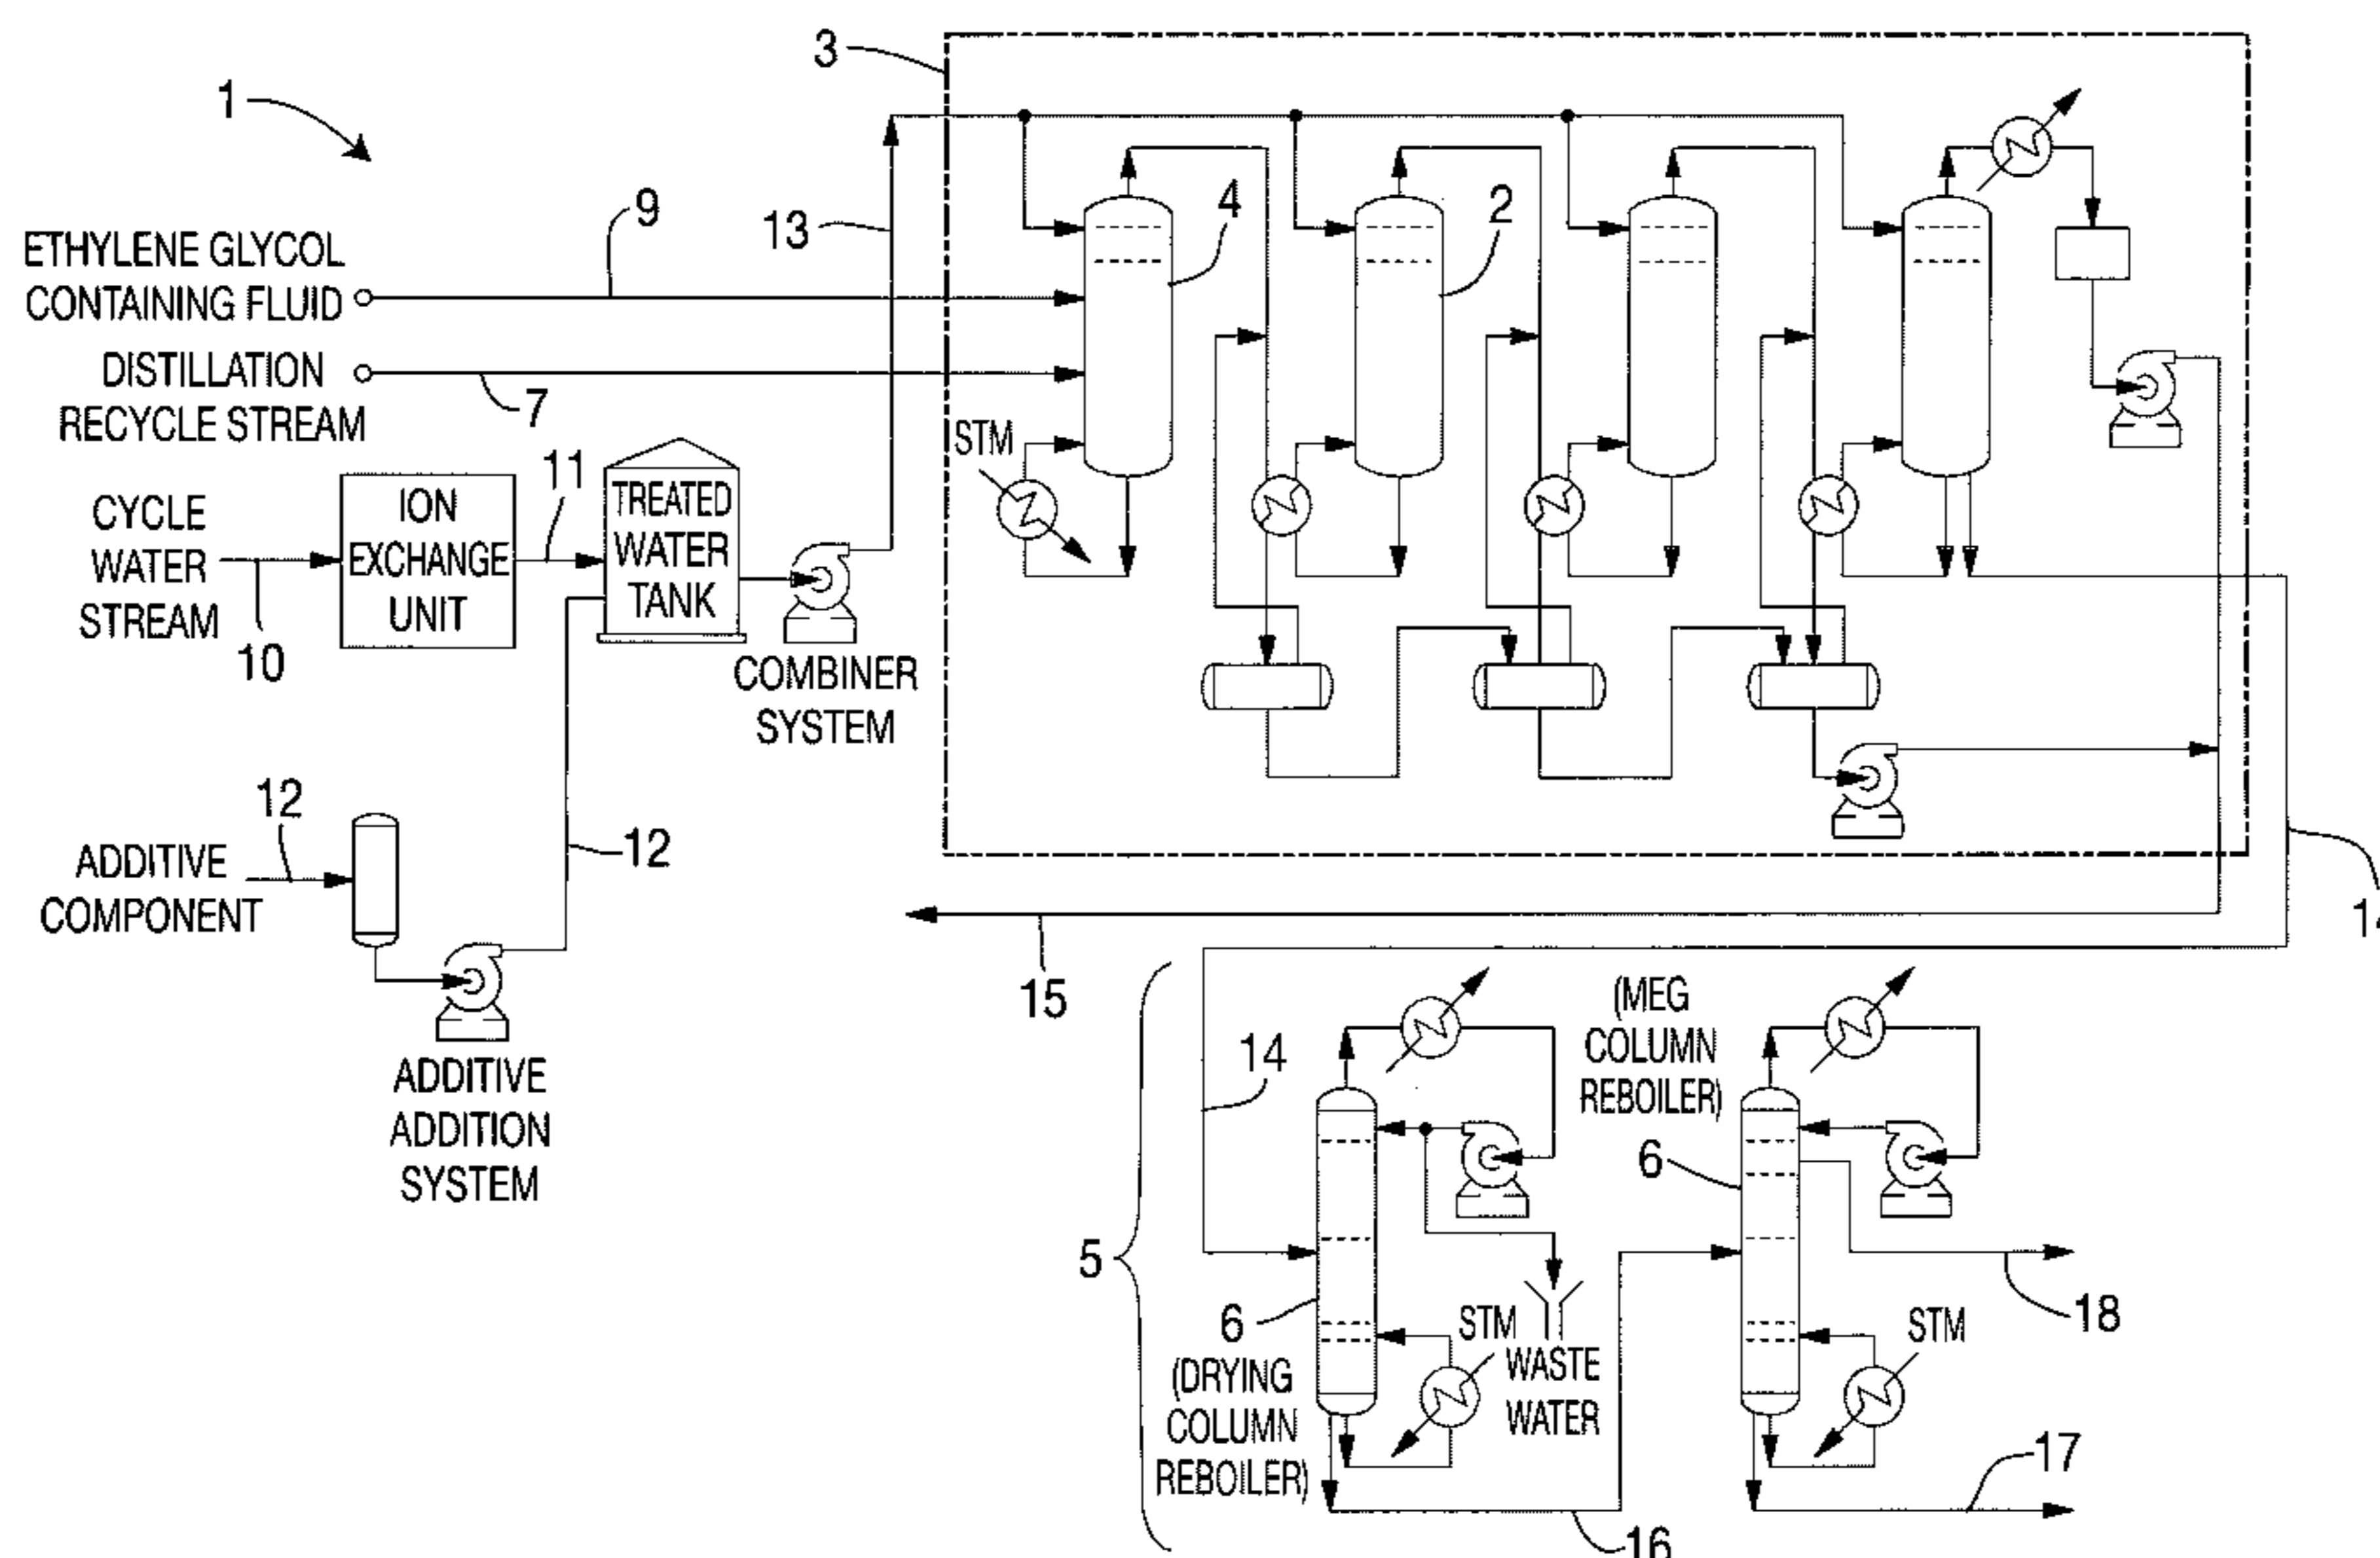 1
3
ETHYLENE GLYCOL
CONTAINING FLUID
9
13
4
2
DISTILLATION
RECYCLE STREAM
7
STM
CYCLE
WATER
STREAM
10
ION
EXCHANGE
UNIT
11
TREATED
WATER
TANK
COMBINER
SYSTEM
ADDITIVE
COMPONENT
12
12
ADDITIVE
ADDITION
SYSTEM
14
15
14
5
6
(DRYING
COLUMN
REBOILER)
STM
WASTE
WATER
16
(MEG
COLUMN
REBOILER)
6
18
STM
17